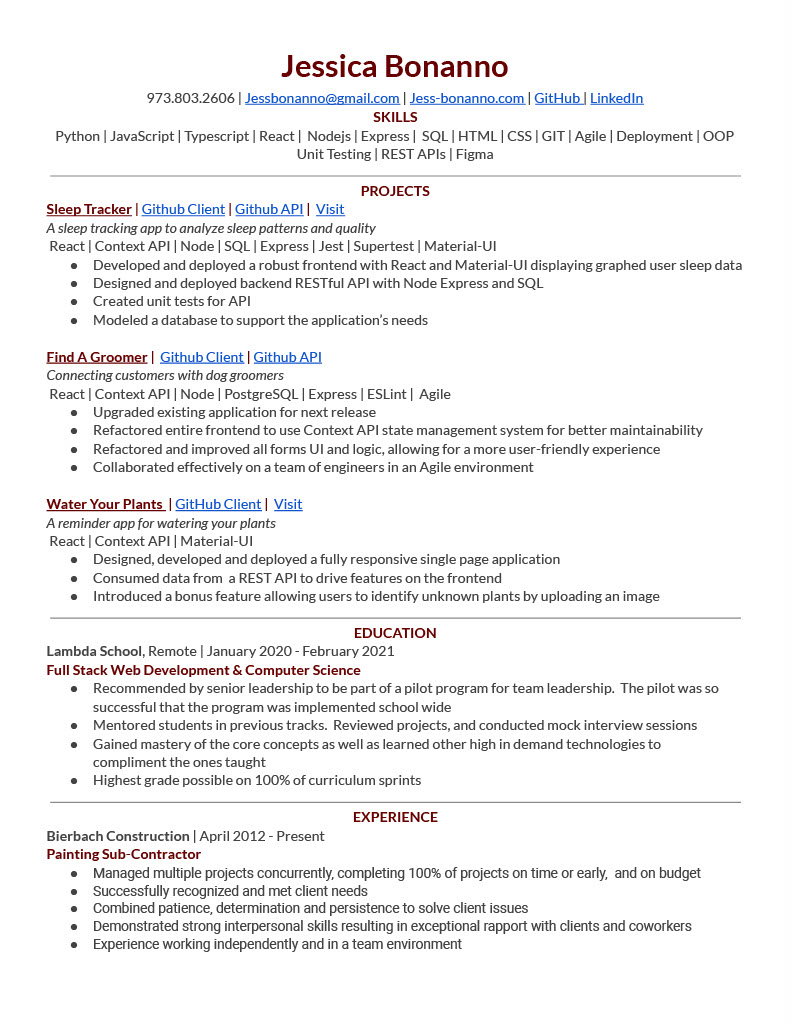 Jessica Bonanno
973.803.2606 | Jessbonanno@gmail.com | Jess-bonanno.com | GitHub | LinkedIn
SKILLS
Python | JavaScript | Typescript | React | Nodejs | Express | SQL | HTML | CSS | GIT | Agile | Deployment | OOP
Unit Testing | REST APIs | Figma
PROJECTS
Sleep Tracker | Github Client | Github API | Visit
A sleep tracking app to analyze sleep patterns and quality
React | Context API | Node | SQL | Express | Jest | Supertest | Material-UI
● Developed and deployed a robust frontend with React and Material-UI displaying graphed user sleep data
● Designed and deployed backend RESTful API with Node Express and SQL
● Created unit tests for API
● Modeled a database to support the application's needs
Find A Groomer | Github Client | Github API
Connecting customers with dog groomers
React | Context API | Node | PostgreSQL | Express | ESLint | Agile
● Upgraded existing application for next release
● Refactored entire frontend to use Context API state management system for better maintainability
● Refactored and improved all forms UI and logic, allowing for a more user-friendly experience
● Collaborated effectively on a team of engineers in an Agile environment
Water Your Plants | GitHub Client | Visit
A reminder app for watering your plants
React | Context API | Material-UI
● Designed, developed and deployed a fully responsive single page application
● Consumed data from a REST API to drive features on the frontend
● Introduced a bonus feature allowing users to identify unknown plants by uploading an image
EDUCATION
Lambda School, Remote | January 2020 - February 2021
Full Stack Web Development & Computer Science
● Recommended by senior leadership to be part of a pilot program for team leadership. The pilot was so
successful that the program was implemented school wide
● Mentored students in previous tracks. Reviewed projects, and conducted mock interview sessions
● Gained mastery of the core concepts as well as learned other high in demand technologies to
compliment the ones taught
● Highest grade possible on 100% of curriculum sprints
EXPERIENCE
Bierbach Construction | April 2012 - Present
Painting Sub-Contractor
● Managed multiple projects concurrently, completing 100% of projects on time or early, and on budget
● Successfully recognized and met client needs
● Combined patience, determination and persistence to solve client issues
● Demonstrated strong interpersonal skills resulting in exceptional rapport with clients and coworkers
● Experience working independently and in a team environment